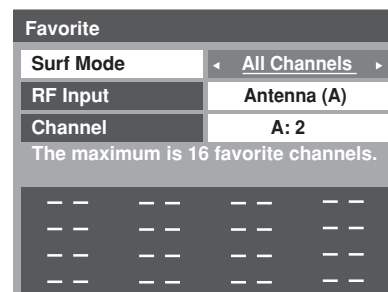 Favorite
Surf Mode ◂ All Channels ▸
RF Input Antenna (A)
Channel A: 2
The maximum is 16 favorite channels.
— — — — — — — —
— — — — — — — —
— — — — — — — —
— — — — — — — —